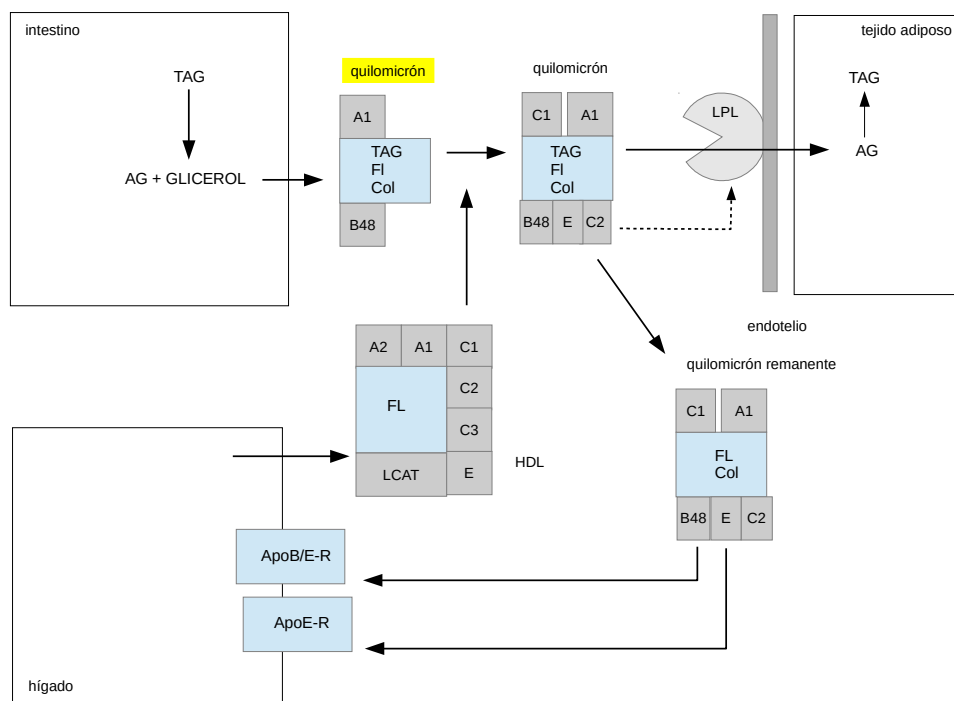 intestino
TAG
AG + GLICEROL
quilomicrón
A1
TAG
Fl
Col
B48
quilomicrón
C1
A1
TAG
Fl
Col
B48
E
C2
LPL
tejido adiposo
TAG
AG
endotelio
A2
A1
C1
FL
C2
C3
LCAT
E
HDL
quilomicrón remanente
C1
A1
FL
Col
B48
E
C2
ApoB/E-R
ApoE-R
hígado